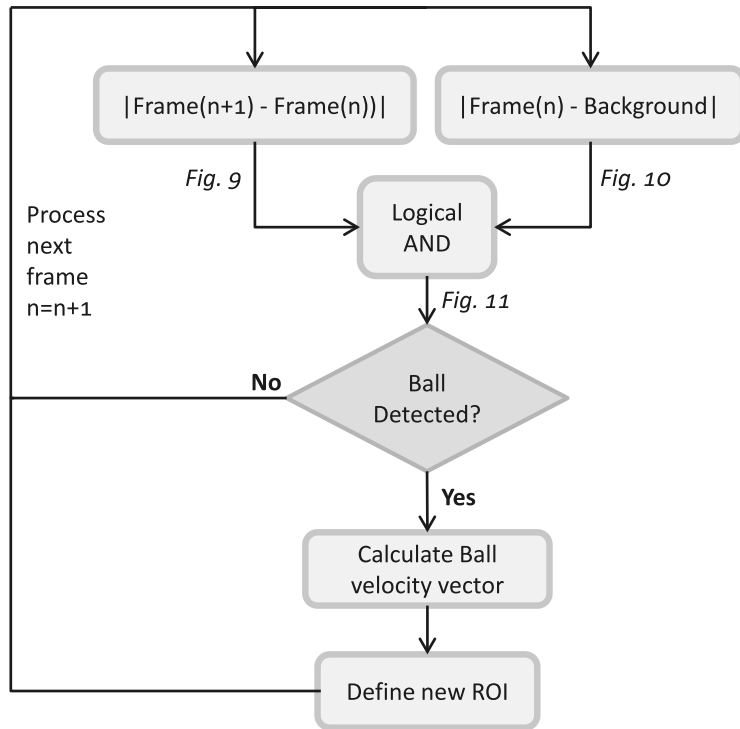 |Frame(n+1) - Frame(n))|
|Frame(n) - Background|
Fig. 9
Fig. 10
Logical
AND
Process
next
frame
n=n+1
Fig. 11
No
Ball
Detected?
Yes
Calculate Ball
velocity vector
Define new ROI